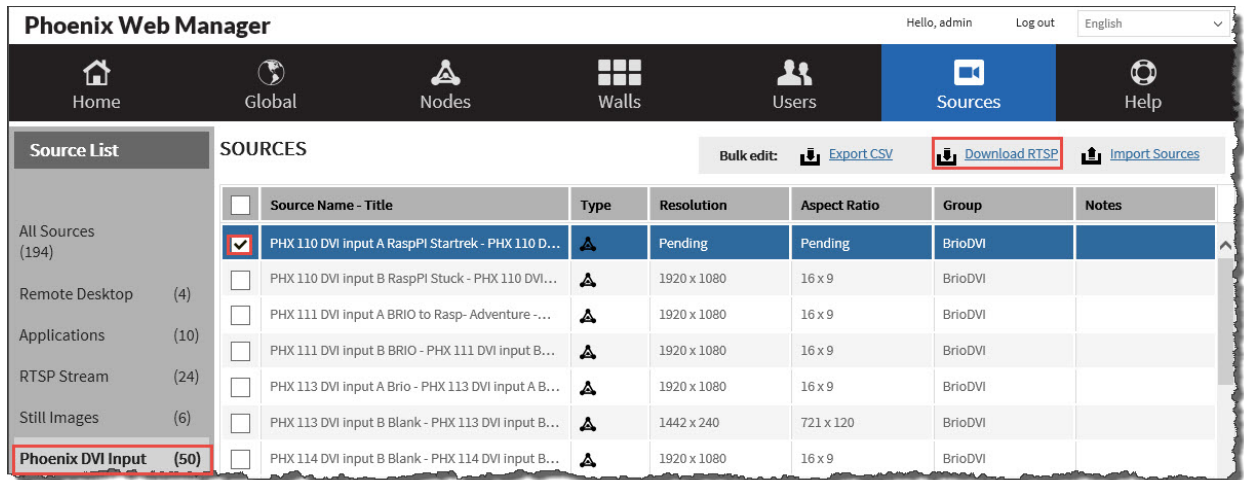 Phoenix Web Manager
Hello, admin Log out English
Home Global Nodes Walls Users Sources Help
Source List
SOURCES
Bulk edit: Export CSV Download RTSP Import Sources
Source Name - Title Type Resolution Aspect Ratio Group Notes
All Sources
(194)
Remote Desktop (4)
Applications (10)
RTSP Stream (24)
Still Images (6)
Phoenix DVI Input (50)
PHX 110 DVI input A RaspPI Startrek - PHX 110 D... Pending Pending BrioDVI
PHX 110 DVI input B RaspPI Stuck - PHX 110 DVI... 1920 x 1080 16 x 9 BrioDVI
PHX 111 DVI input A BRIO to Rasp- Adventure -... 1920 x 1080 16 x 9 BrioDVI
PHX 111 DVI input B BRIO - PHX 111 DVI input B... 1920 x 1080 16 x 9 BrioDVI
PHX 113 DVI input A Brio - PHX 113 DVI input A B... 1920 x 1080 16 x 9 BrioDVI
PHX 113 DVI input B Blank - PHX 113 DVI input B... 1442 x 240 721 x 120 BrioDVI
PHX 114 DVI input B Blank - PHX 114 DVI input B... 1920 x 1080 16 x 9 BrioDVI